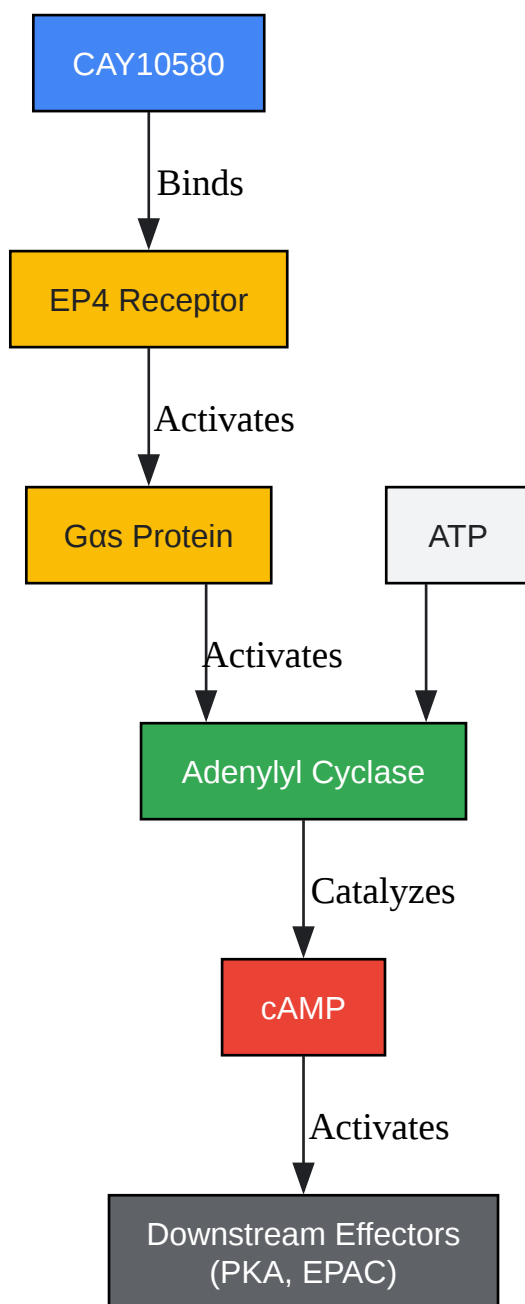 CAY10580
Binds
EP4 Receptor
Activates
Gαs Protein
ATP
Activates
Adenylyl Cyclase
Catalyzes
cAMP
Activates
Downstream Effectors
(PKA, EPAC)